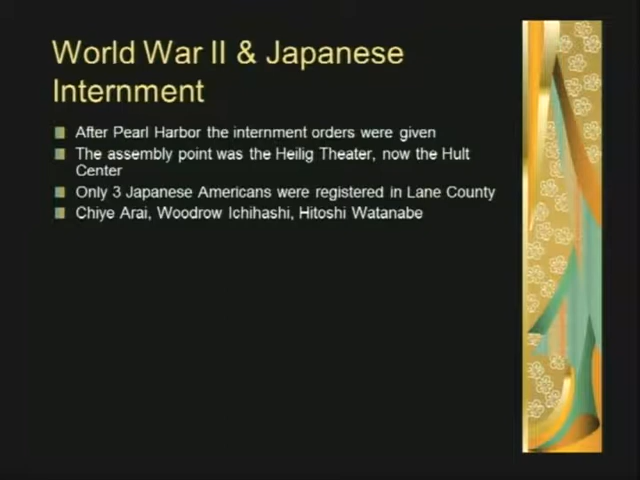 World War II & Japanese
Internment
After Pearl Harbor the internment orders were given
The assembly point was the Heilig Theater, now the Hult
Center
Only 3 Japanese Americans were registered in Lane County
Chiye Arai, Woodrow Ichihashi, Hitoshi Watanabe